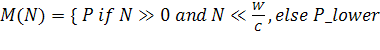 M(N) = { P if N ≫ 0 and N ≪ w/c, else P_lower